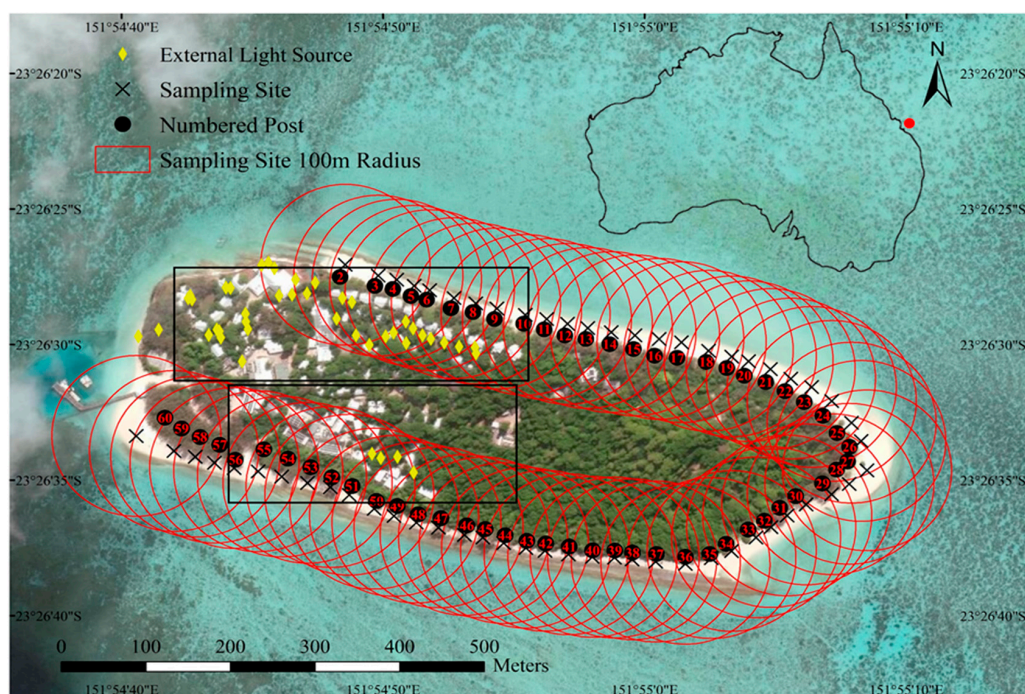 151°54'40"E 151°54'50"E 151°55'0"E 151°55'10"E
External Light Source
Sampling Site
Numbered Post
Sampling Site 100m Radius
N
23°26'20"S 23°26'20"S
23°26'25"S 23°26'25"S
23°26'30"S 23°26'30"S
23°26'35"S 23°26'35"S
23°26'40"S 23°26'40"S
2 3 4 5 6 7 8 9 10 11 12 13 14 15 16 17 18 19 20 21 22 23 24 25 26 27 28 29 30 31 32 33 34 35 36 37 38 39 40 41 42 43 44 45 46 47 48 49 50 51 52 53 54 55 56 57 58 59 60
0 100 200 300 400 500
Meters
151°54'40"E 151°54'50"E 151°55'0"E 151°55'10"E